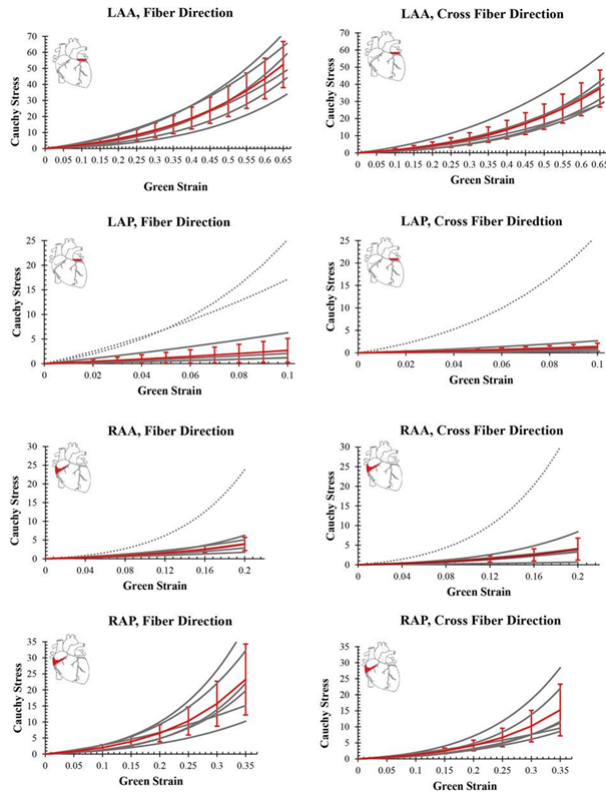 LAA, Fiber Direction
Cauchy Stress
70
60
50
40
30
20
10
0
0 0.05 0.1 0.15 0.2 0.25 0.3 0.35 0.4 0.45 0.5 0.55 0.6 0.65
Green Strain
LAA, Cross Fiber Direction
Cauchy Stress
70
60
50
40
30
20
10
0
0 0.05 0.1 0.15 0.2 0.25 0.3 0.35 0.4 0.45 0.5 0.55 0.6 0.65
Green Strain
LAP, Fiber Direction
Cauchy Stress
25
20
15
10
5
0
0 0.02 0.04 0.06 0.08 0.1
Green Strain
LAP, Cross Fiber Diredtion
Cauchy Stress
25
20
15
10
5
0
0 0.02 0.04 0.06 0.08 0.1
Green Strain
RAA, Fiber Direction
Cauchy Stress
30
25
20
15
10
5
0
0 0.04 0.08 0.12 0.16 0.2
Green Strain
RAA, Cross Fiber Direction
Cauchy Stress
30
25
20
15
10
5
0
0 0.04 0.08 0.12 0.16 0.2
Green Strain
RAP, Fiber Direction
Cauchy Stress
35
30
25
20
15
10
5
0
0 0.05 0.1 0.15 0.2 0.25 0.3 0.35
Green Strain
RAP, Cross Fiber Direction
Cauchy Stress
35
30
25
20
15
10
5
0
0 0.05 0.1 0.15 0.2 0.25 0.3 0.35
Green Strain